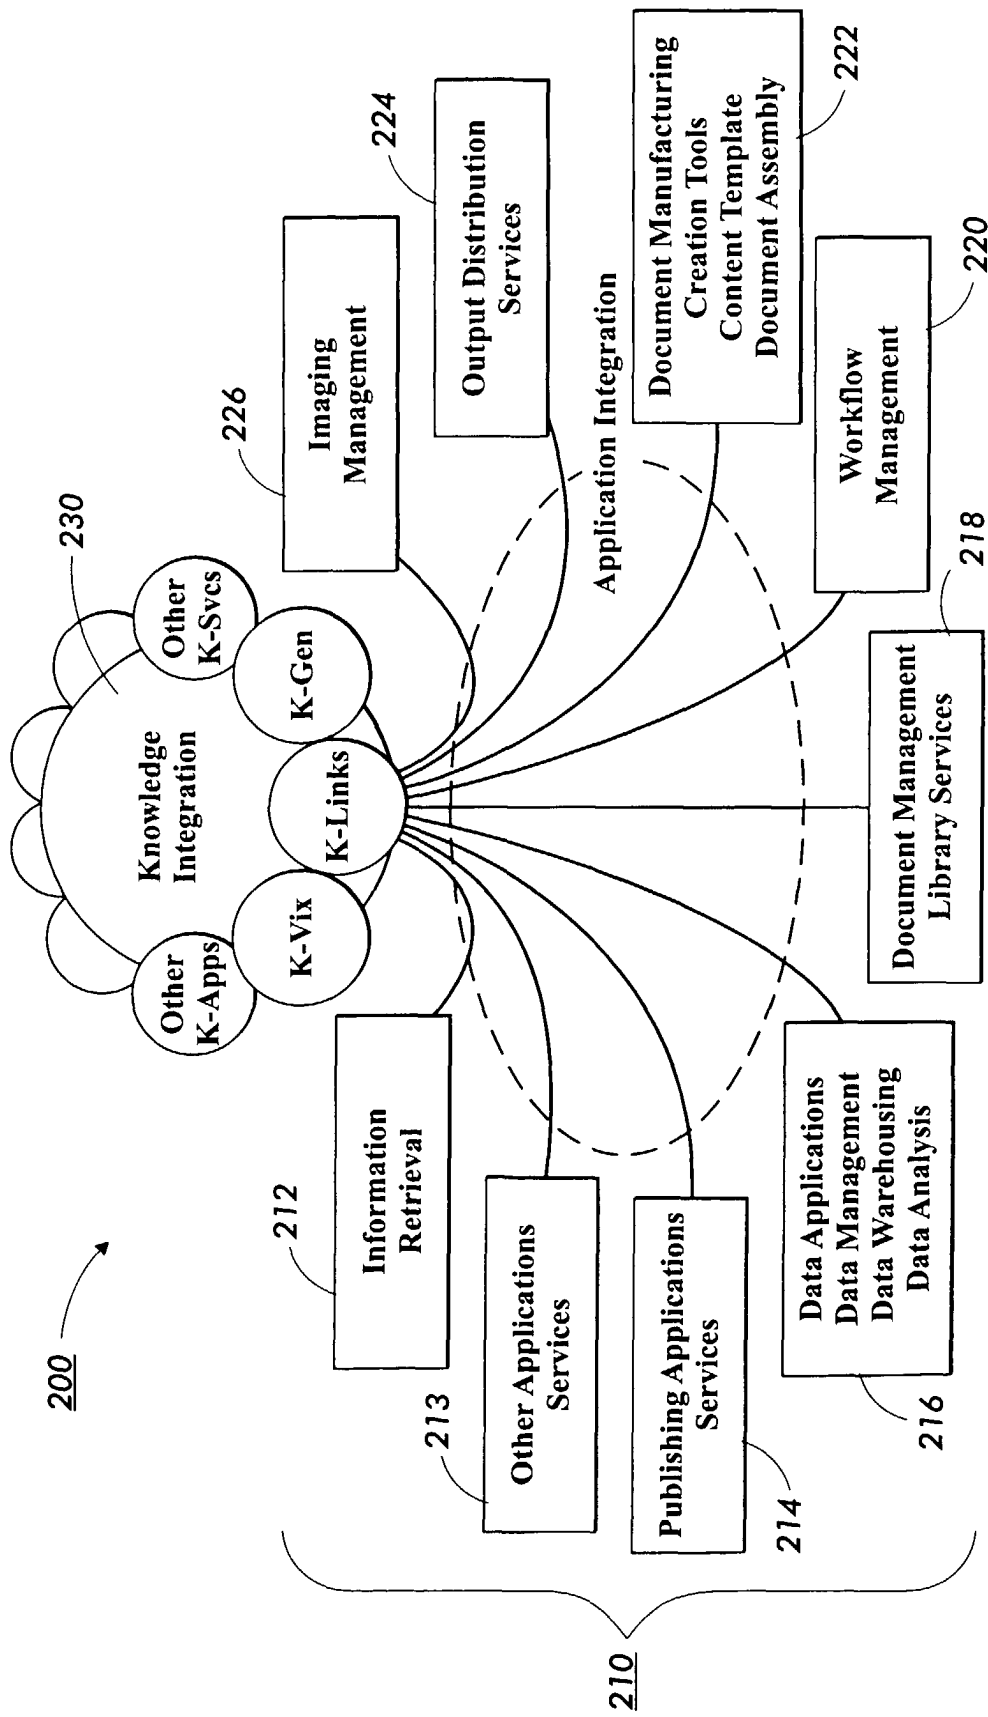 200
230
Knowledge
Integration
Other
K-Apps
K-Vix
K-Links
K-Gen
Other
K-Svcs
210
212
Information
Retrieval
213
Other Applications
Services
Publishing Applications
Services
214
Data Applications
Data Management
Data Warehousing
Data Analysis
216
Document Management
Library Services
218
Workflow
Management
220
Document Manufacturing
Creation Tools
Content Template
Document Assembly
222
Application Integration
224
Output Distribution
Services
226
Imaging
Management